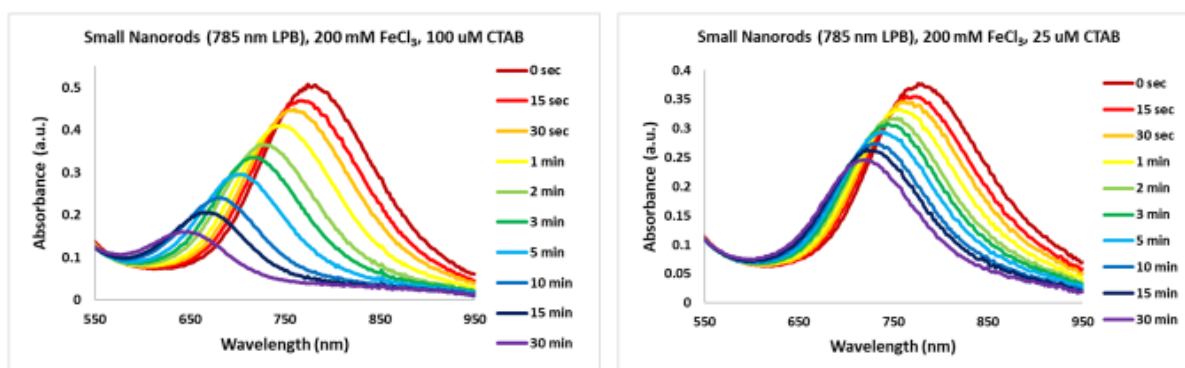 Small Nanorods (785 nm LPB), 200 mM FeCl₃, 100 uM CTAB
0.5
0.4
0.3
0.2
0.1
0
Absorbance (a.u.)
550
650
750
850
950
Wavelength (nm)
0 sec
15 sec
30 sec
1 min
2 min
3 min
5 min
10 min
15 min
30 min
Small Nanorods (785 nm LPB), 200 mM FeCl₃, 25 uM CTAB
0.4
0.35
0.3
0.25
0.2
0.15
0.1
0.05
0
Absorbance (a.u.)
550
650
750
850
950
Wavelength (nm)
0 sec
15 sec
30 sec
1 min
2 min
3 min
5 min
10 min
15 min
30 min